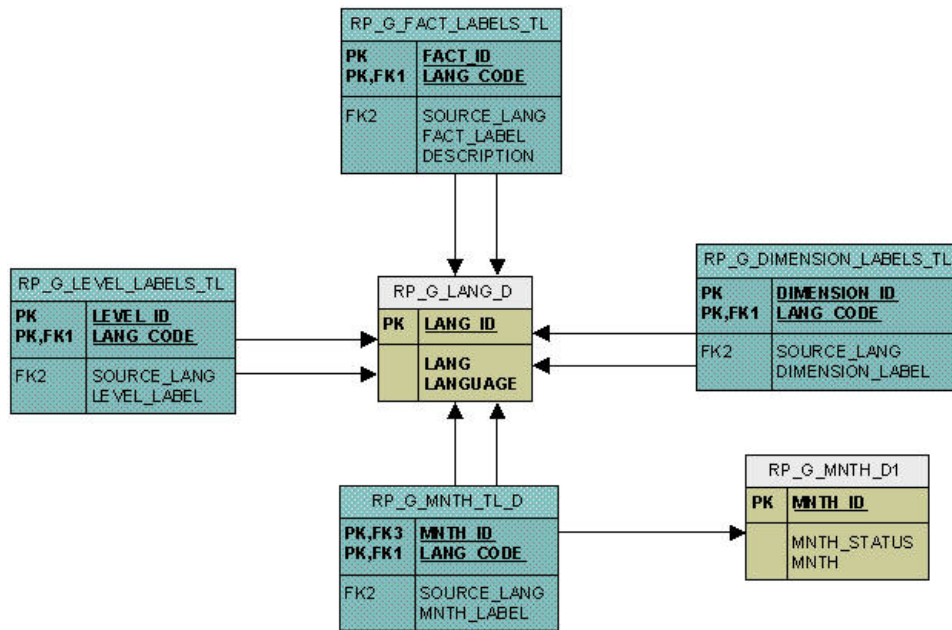 RP_G_FACT_LABELS_TL
PK FACT_ID
PK,FK1 LANG_CODE
FK2 SOURCE_LANG
FACT_LABEL
DESCRIPTION
RP_G_LEVEL_LABELS_TL
PK LEVEL_ID
PK,FK1 LANG_CODE
FK2 SOURCE_LANG
LEVEL_LABEL
RP_G_LANG_D
PK LANG_ID
LANG
LANGUAGE
RP_G_DIMENSION_LABELS_TL
PK DIMENSION_ID
PK,FK1 LANG_CODE
FK2 SOURCE_LANG
DIMENSION_LABEL
RP_G_MNTH_TL_D
PK,FK3 MNTH_ID
PK,FK1 LANG_CODE
FK2 SOURCE_LANG
MNTH_LABEL
RP_G_MNTH_D1
PK MNTH_ID
MNTH_STATUS
MNTH